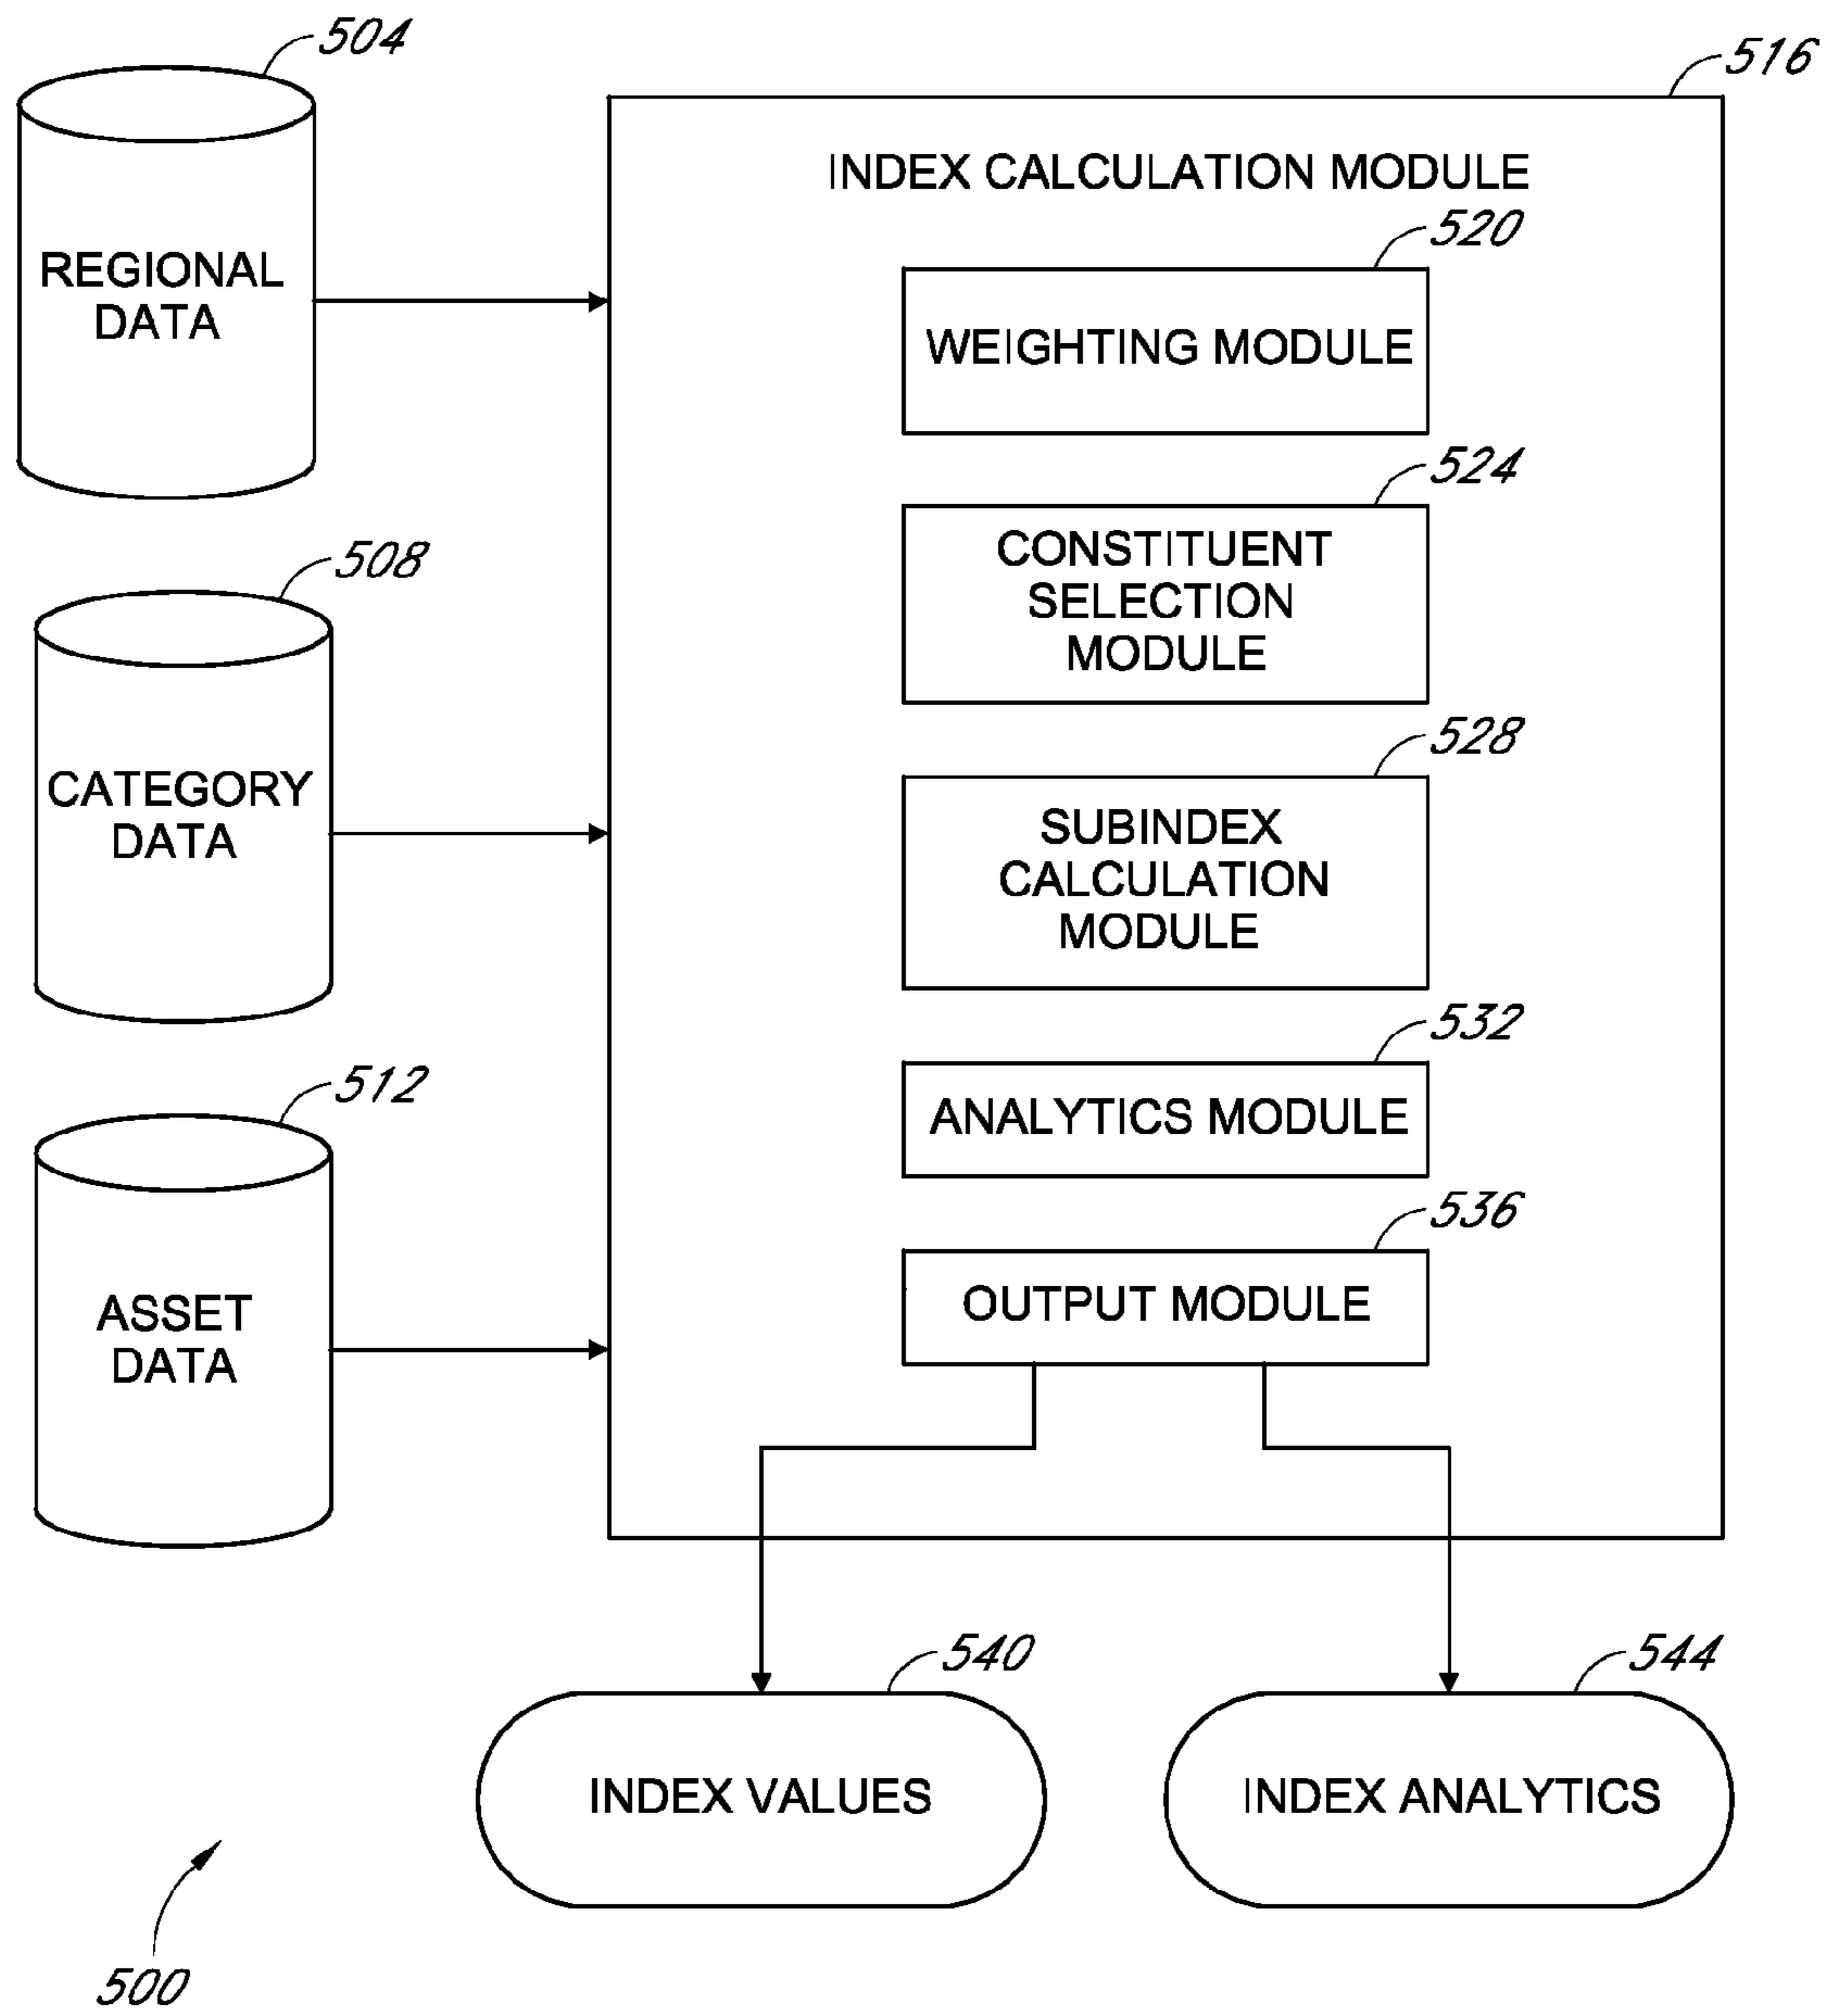 504
REGIONAL
DATA
508
CATEGORY
DATA
512
ASSET
DATA
516
INDEX CALCULATION MODULE
520
WEIGHTING MODULE
524
CONSTITUENT
SELECTION
MODULE
528
SUBINDEX
CALCULATION
MODULE
532
ANALYTICS MODULE
536
OUTPUT MODULE
540
INDEX VALUES
544
INDEX ANALYTICS
500